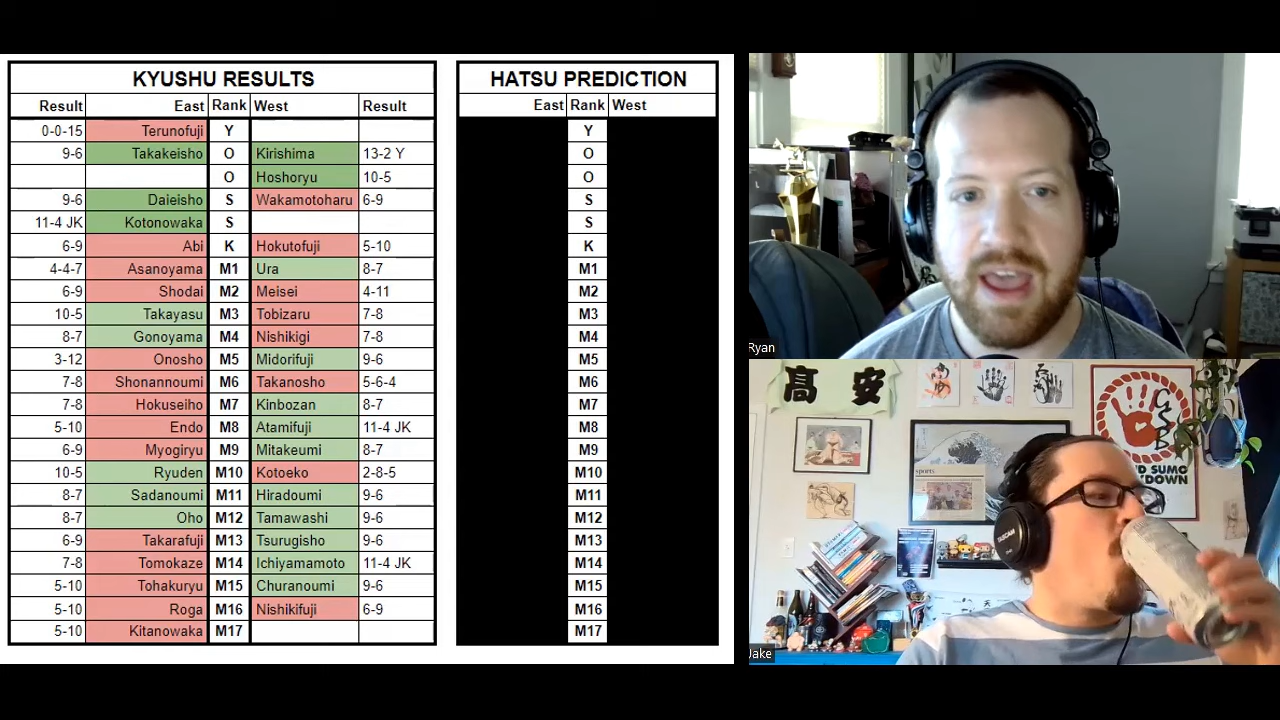 KYUSHU RESULTS
Result East Rank West Result
0-0-15 Terunofuji Y
9-6 Takakeisho O Kirishima 13-2 Y
O Hoshoryu 10-5
9-6 Daieisho S Wakamotoharu 6-9
11-4 JK Kotonowaka S
6-9 Abi K Hokutofuji 5-10
4-4-7 Asanoyama M1 Ura 8-7
6-9 Shodai M2 Meisei 4-11
10-5 Takayasu M3 Tobizaru 7-8
8-7 Gonoyama M4 Nishikigi 7-8
3-12 Onosho M5 Midorifuji 9-6
7-8 Shonannoumi M6 Takanosho 5-6-4
7-8 Hokuseiho M7 Kinbozan 8-7
5-10 Endo M8 Atamifuji 11-4 JK
6-9 Myogiryu M9 Mitakeumi 8-7
10-5 Ryuden M10 Kotoeko 2-8-5
8-7 Sadanoumi M11 Hiradoumi 9-6
8-7 Oho M12 Tamawashi 9-6
6-9 Takarafuji M13 Tsurugisho 9-6
7-8 Tomokaze M14 Ichiyamamoto 11-4 JK
5-10 Tohakuryu M15 Churanoumi 9-6
5-10 Roga M16 Nishikifuji 6-9
5-10 Kitanowaka M17
HATSU PREDICTION
East Rank West
Y
O
O
S
S
K
M1
M2
M3
M4
M5
M6
M7
M8
M9
M10
M11
M12
M13
M14
M15
M16
M17
Ryan
高安
sports
GSB
SUMO
KDOWN
TASCAM
Jake